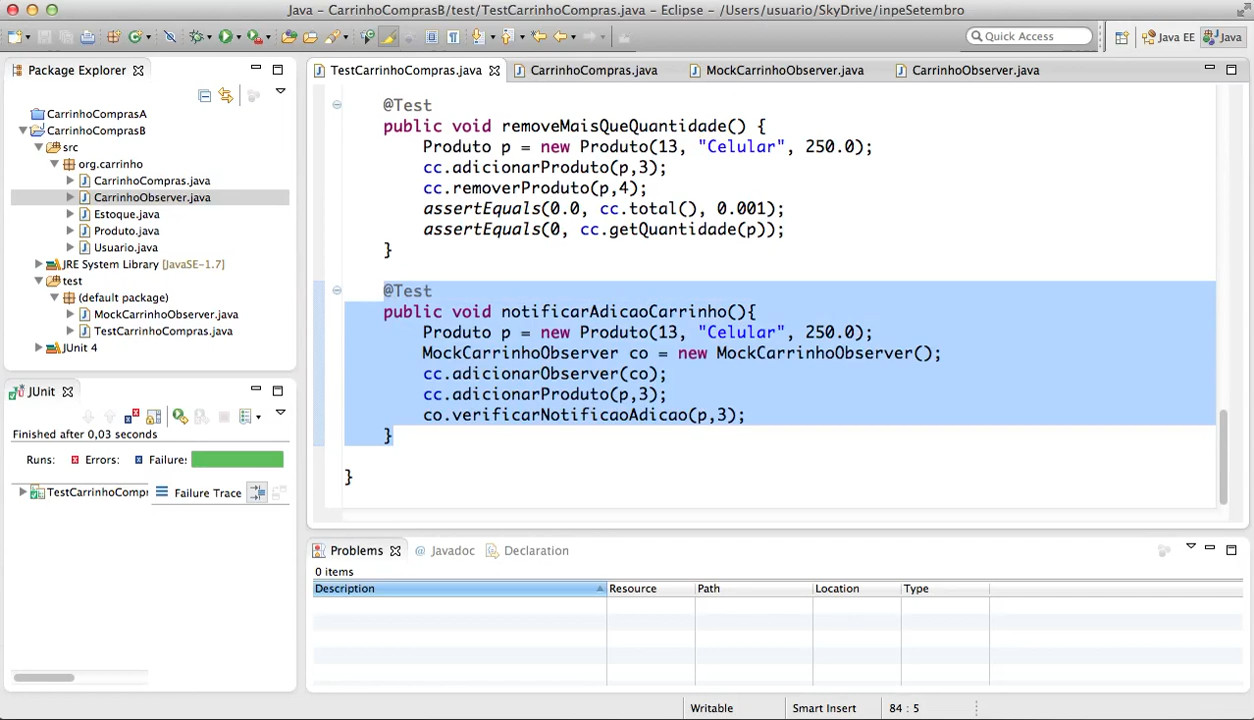 Java - CarrinhoComprasB/test/TestCarrinhoCompras.java - Eclipse - /Users/usuario/SkyDrive/inpeSetembro
Quick Access
Java EE
Java
Package Explorer
CarrinhoComprasA
CarrinhoComprasB
src
org.carrinho
CarrinhoCompras.java
CarrinhoObserver.java
Estoque.java
Produto.java
Usuario.java
JRE System Library [JavaSE-1.7]
test
(default package)
MockCarrinhoObserver.java
TestCarrinhoCompras.java
JUnit 4
JUnit
Finished after 0,03 seconds
Runs: Errors: Failure:
TestCarrinhoCompr
Failure Trace
TestCarrinhoCompras.java CarrinhoCompras.java MockCarrinhoObserver.java CarrinhoObserver.java
@Test
public void removeMaisQueQuantidade() {
Produto p = new Produto(13, "Celular", 250.0);
cc.adicionarProduto(p,3);
cc.removerProduto(p,4);
assertEquals(0.0, cc.total(), 0.001);
assertEquals(0, cc.getQuantidade(p));
}
@Test
public void notificarAdicaoCarrinho(){
Produto p = new Produto(13, "Celular", 250.0);
MockCarrinhoObserver co = new MockCarrinhoObserver();
cc.adicionarObserver(co);
cc.adicionarProduto(p,3);
co.verificarNotificaoAdicao(p,3);
}
}
Problems @ Javadoc Declaration
0 items
Description Resource Path Location Type
Writable Smart Insert 84 : 5